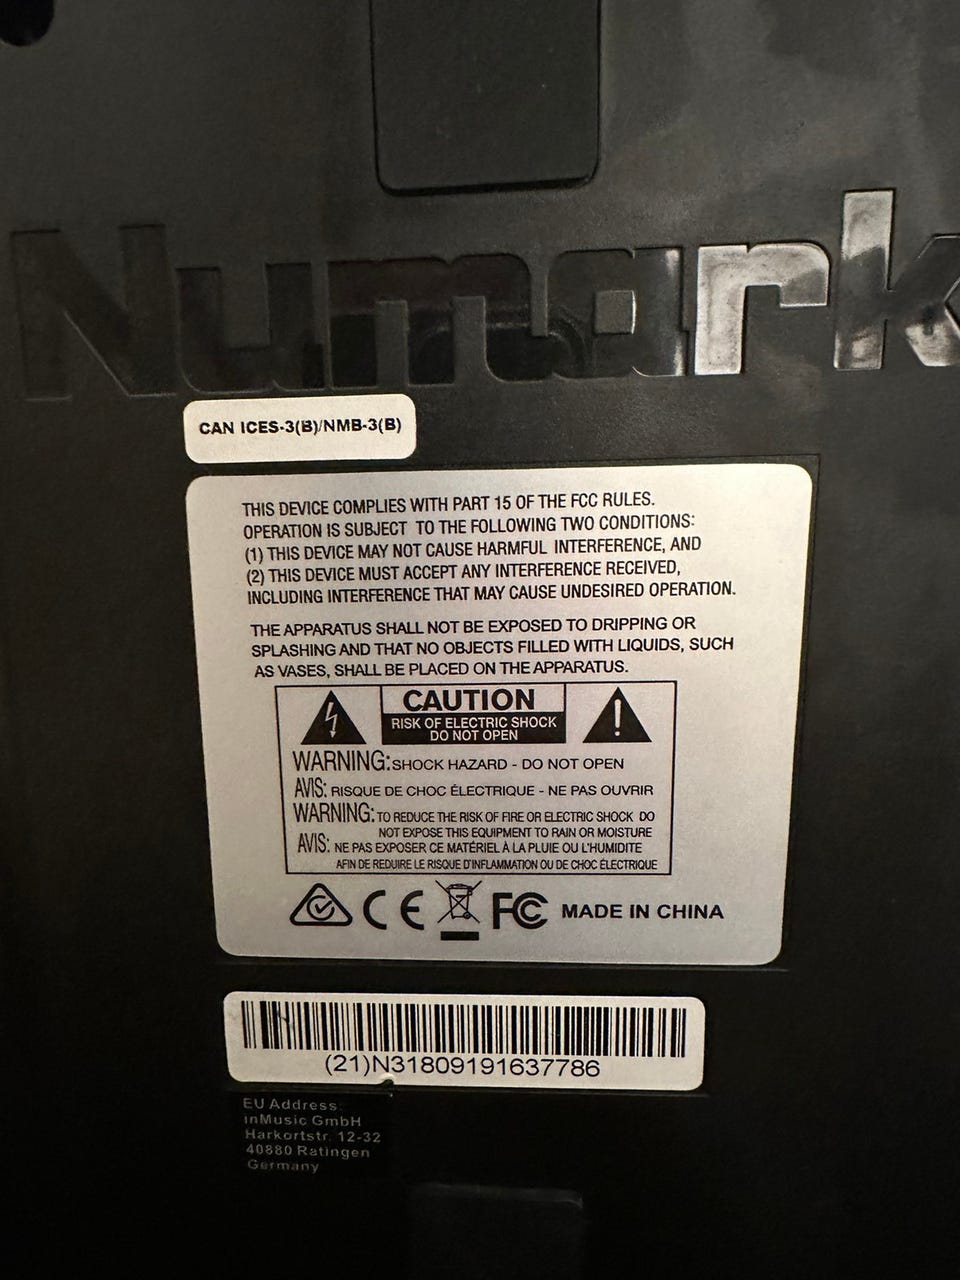 Numark
CAN ICES-3(B)/NMB-3(B)
THIS DEVICE COMPLIES WITH PART 15 OF THE FCC RULES.
OPERATION IS SUBJECT TO THE FOLLOWING TWO CONDITIONS:
(1) THIS DEVICE MAY NOT CAUSE HARMFUL INTERFERENCE, AND
(2) THIS DEVICE MUST ACCEPT ANY INTERFERENCE RECEIVED,
INCLUDING INTERFERENCE THAT MAY CAUSE UNDESIRED OPERATION.
THE APPARATUS SHALL NOT BE EXPOSED TO DRIPPING OR
SPLASHING AND THAT NO OBJECTS FILLED WITH LIQUIDS, SUCH
AS VASES, SHALL BE PLACED ON THE APPARATUS.
CAUTION
RISK OF ELECTRIC SHOCK
DO NOT OPEN
WARNING: SHOCK HAZARD - DO NOT OPEN
AVIS: RISQUE DE CHOC ÉLECTRIQUE - NE PAS OUVRIR
WARNING: TO REDUCE THE RISK OF FIRE OR ELECTRIC SHOCK DO
NOT EXPOSE THIS EQUIPMENT TO RAIN OR MOISTURE
AVIS: NE PAS EXPOSER CE MATÉRIEL À LA PLUIE OU L'HUMIDITE
AFIN DE REDUIRE LE RISQUE D'INFLAMMATION OU DE CHOC ÉLECTRIQUE
CE FC MADE IN CHINA
(21)N31809191637786
EU Address:
inMusic GmbH
Harkortstr. 12-32
40880 Ratingen
Germany